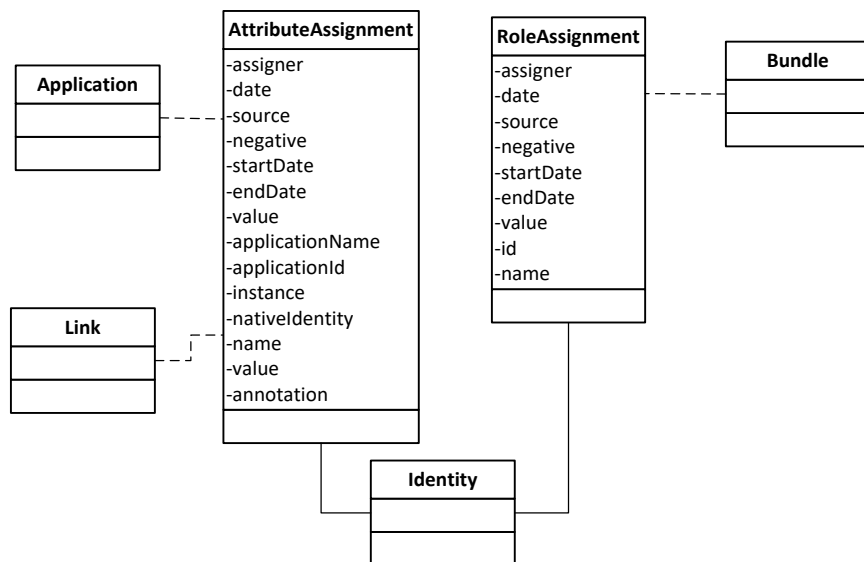 AttributeAssignment
-assigner
-date
-source
-negative
-startDate
-endDate
-value
-applicationName
-applicationId
-instance
-nativeIdentity
-name
-value
-annotation
RoleAssignment
-assigner
-date
-source
-negative
-startDate
-endDate
-value
-id
-name
Bundle
Application
Link
Identity